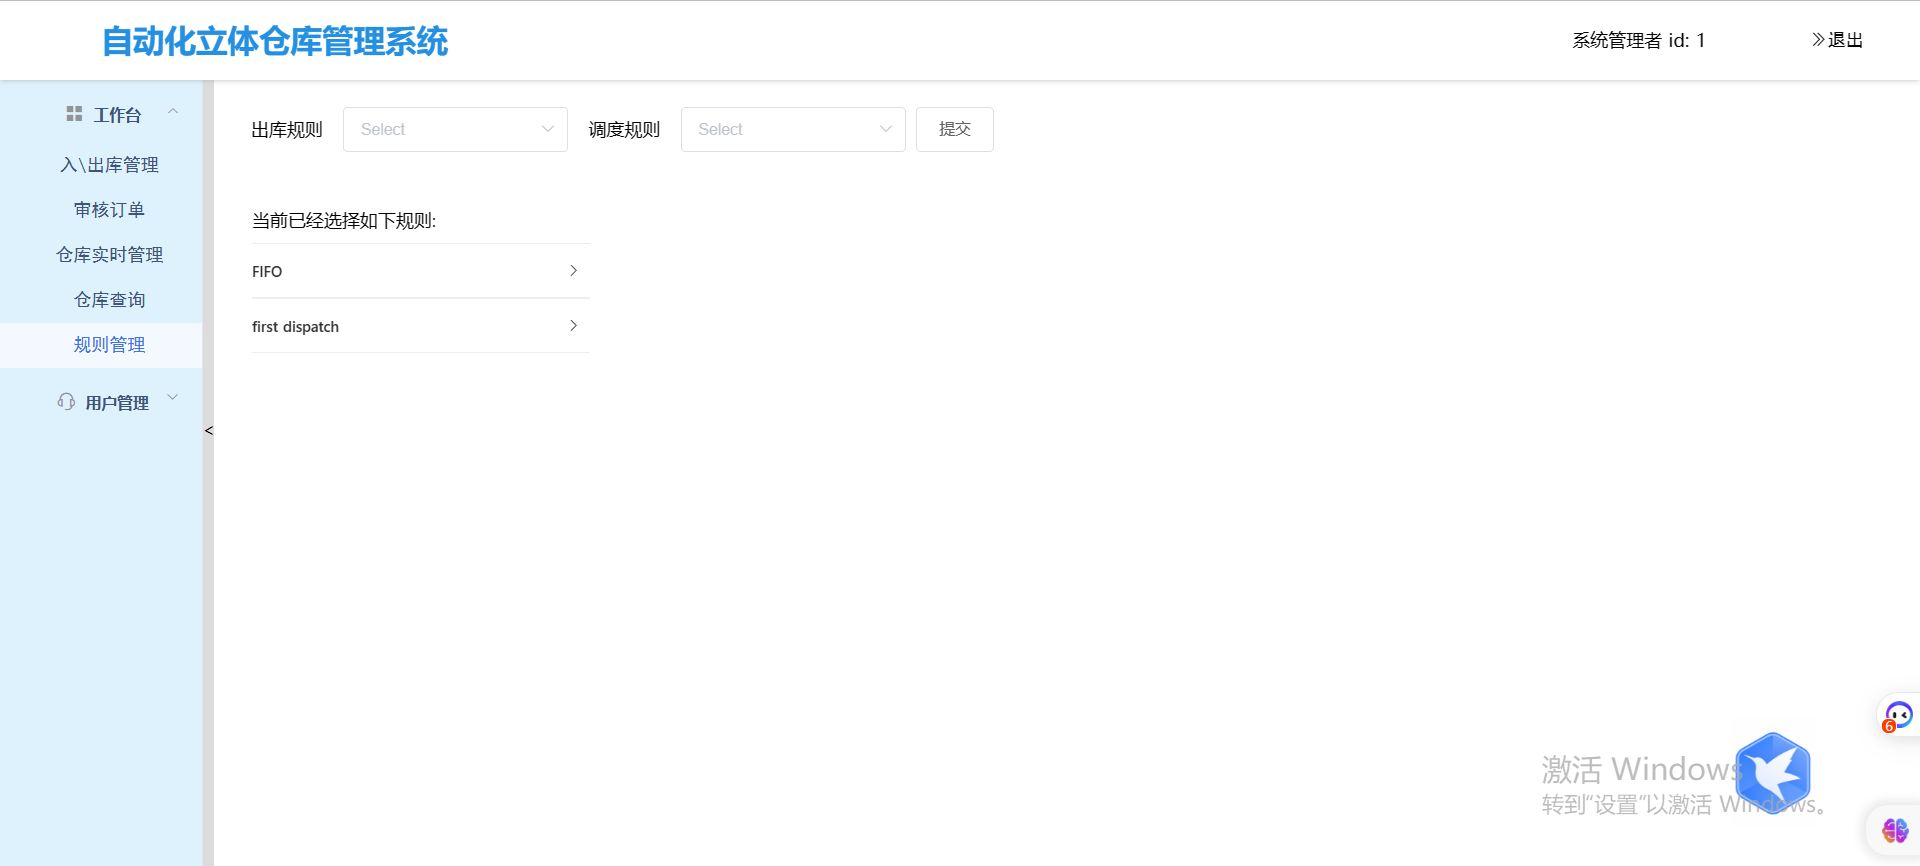 自动化立体仓库管理系统
系统管理者 id: 1
退出
工作台
入\出库管理
审核订单
仓库实时管理
仓库查询
规则管理
用户管理
<
出库规则
Select
调度规则
Select
提交
当前已经选择如下规则:
FIFO
first dispatch
激活 Windows
转到“设置”以激活 Windows。
6